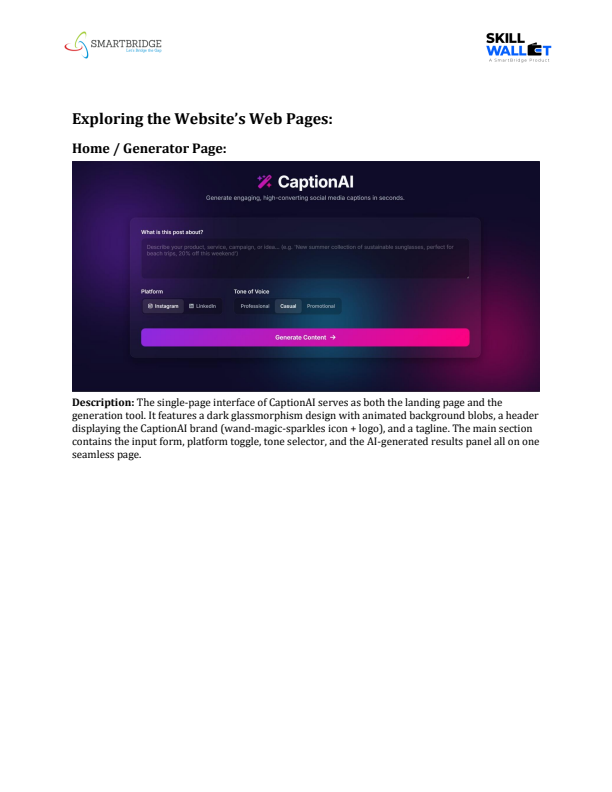 SMARTBRIDGE
Let's Bridge the Gap
SKILL
WALLET
A SmartBridge Product
Exploring the Website's Web Pages:
Home / Generator Page:
CaptionAI
Generate engaging, high-converting social media captions in seconds.
What is this post about?
Describe your product, service, campaign, or idea... (e.g. 'New summer collection of sustainable sunglasses, perfect for
beach trips, 20% off this weekend')
Platform Tone of Voice
Instagram LinkedIn Professional Casual Promotional
Generate Content →
Description: The single-page interface of CaptionAI serves as both the landing page and the
generation tool. It features a dark glassmorphism design with animated background blobs, a header
displaying the CaptionAI brand (wand-magic-sparkles icon + logo), and a tagline. The main section
contains the input form, platform toggle, tone selector, and the AI-generated results panel all on one
seamless page.